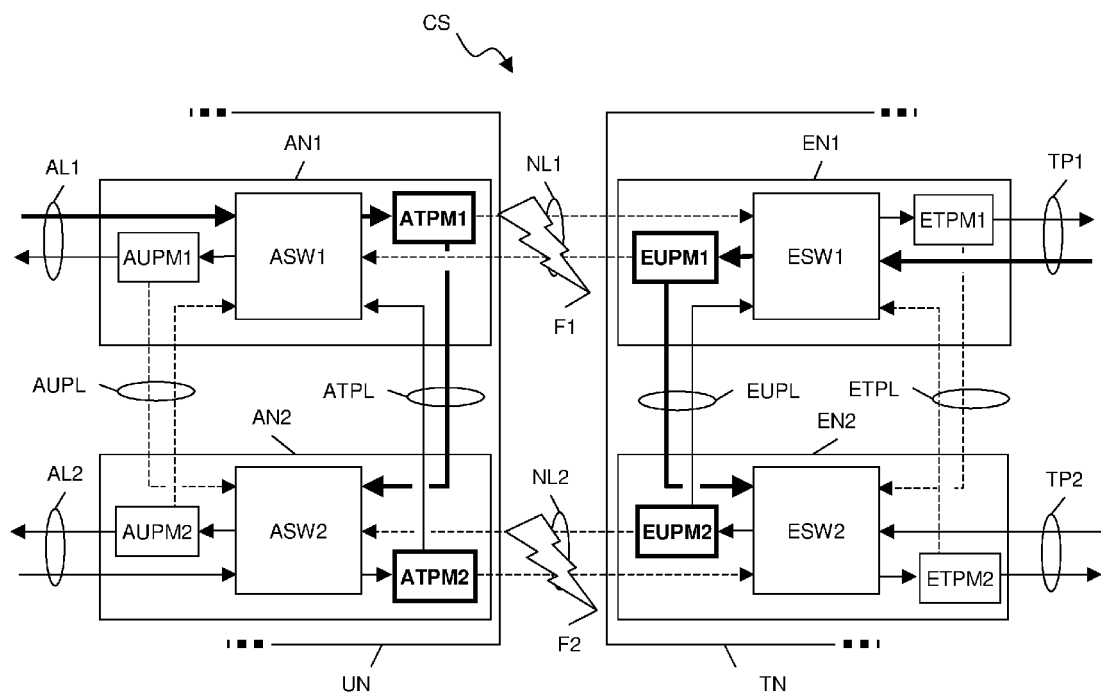 CS
AN1
EN1
AL1
NL1
TP1
ATPM1
ETPM1
AUPM1
ASW1
EUPM1
ESW1
F1
AUPL
ATPL
EUPL
ETPL
AN2
EN2
AL2
NL2
TP2
AUPM2
ASW2
EUPM2
ESW2
ATPM2
ETPM2
F2
UN
TN